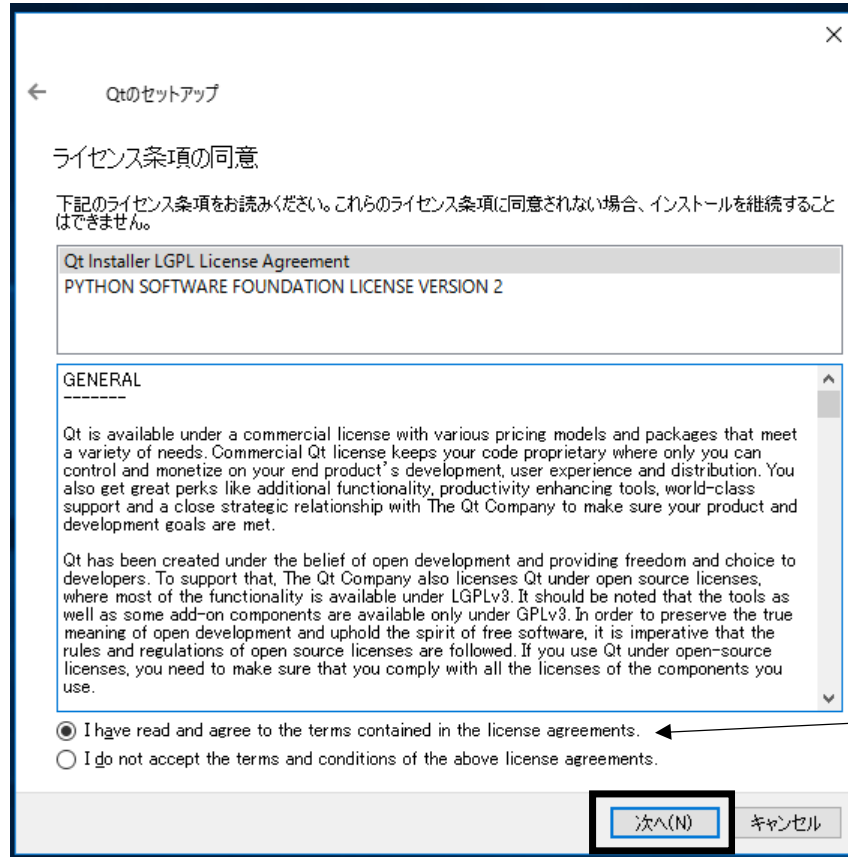 Qtのセットアップ
ライセンス条項の同意
下記のライセンス条項をお読みください。これらのライセンス条項に同意されない場合、インストールを継続すること
はできません。
Qt Installer LGPL License Agreement
PYTHON SOFTWARE FOUNDATION LICENSE VERSION 2
GENERAL
-------
Qt is available under a commercial license with various pricing models and packages that meet
a variety of needs. Commercial Qt license keeps your code proprietary where only you can
control and monetize on your end product’s development, user experience and distribution. You
also get great perks like additional functionality, productivity enhancing tools, world-class
support and a close strategic relationship with The Qt Company to make sure your product and
development goals are met.
Qt has been created under the belief of open development and providing freedom and choice to
developers. To support that, The Qt Company also licenses Qt under open source licenses,
where most of the functionality is available under LGPLv3. It should be noted that the tools as
well as some add-on components are available only under GPLv3. In order to preserve the true
meaning of open development and uphold the spirit of free software, it is imperative that the
rules and regulations of open source licenses are followed. If you use Qt under open-source
licenses, you need to make sure that you comply with all the licenses of the components you
use.
I have read and agree to the terms contained in the license agreements.
I do not accept the terms and conditions of the above license agreements.
次へ(N) キャンセル